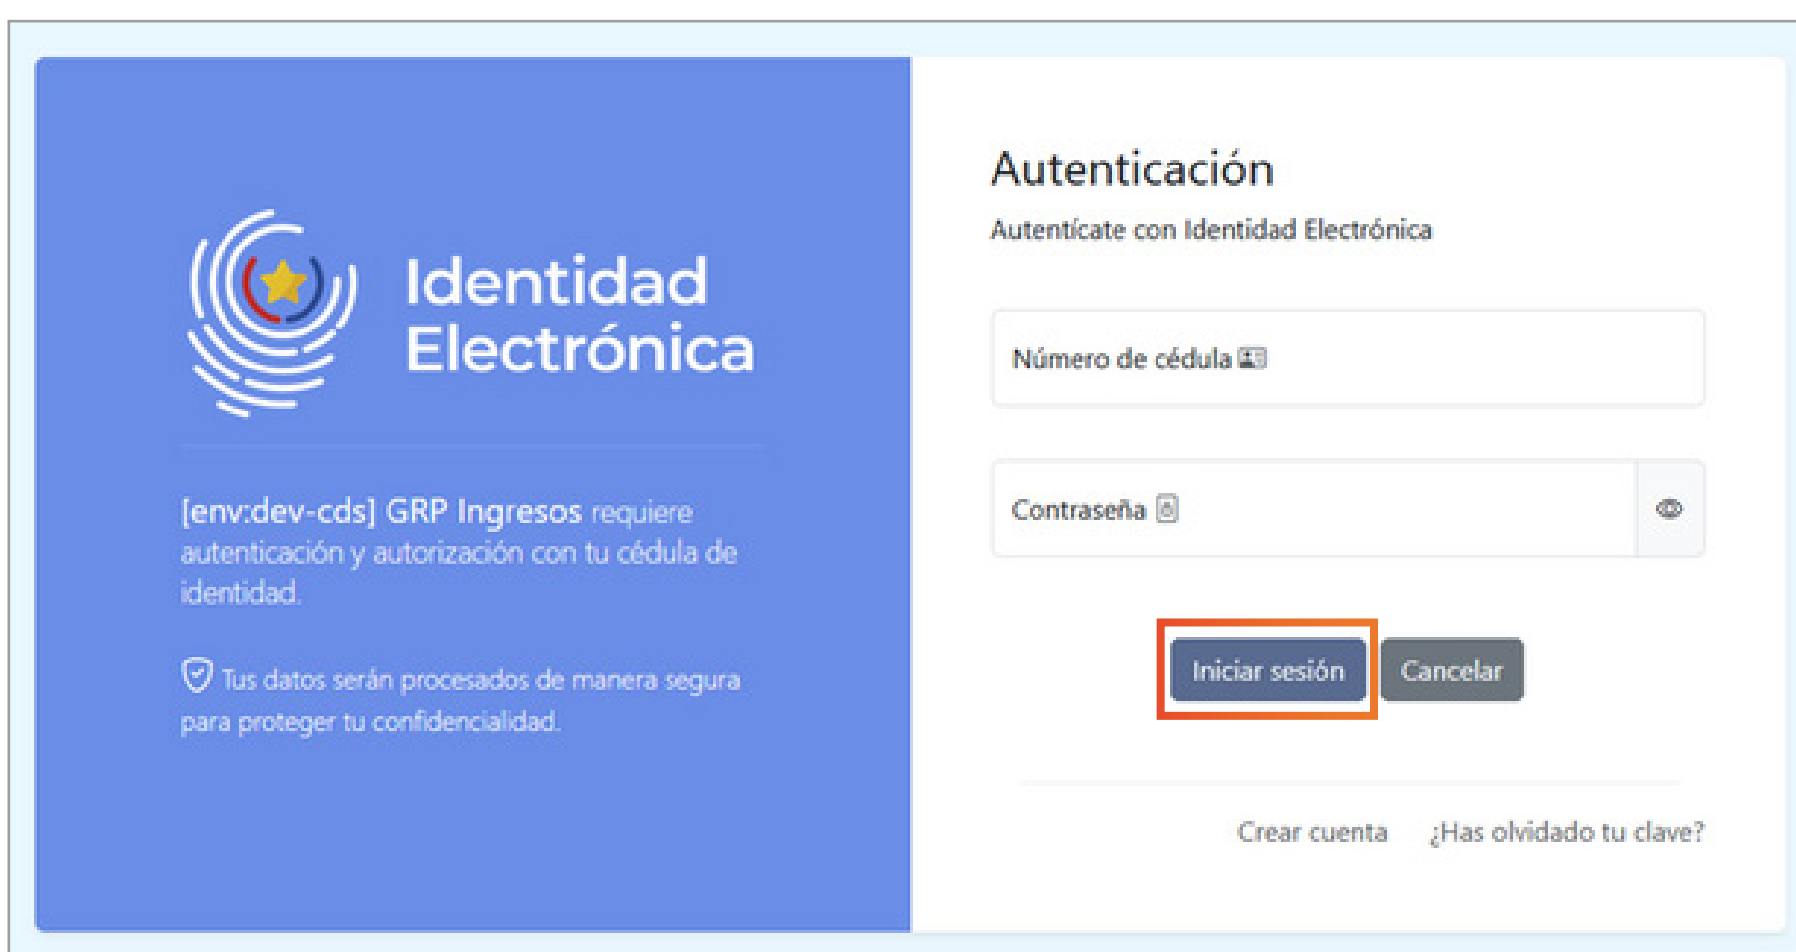 Identidad
Electrónica
[env:dev-cds] GRP Ingresos requiere
autenticación y autorización con tu cédula de
identidad.
Tus datos serán procesados de manera segura
para proteger tu confidencialidad.
Autenticación
Autentícate con Identidad Electrónica
Número de cédula
Contraseña
Iniciar sesión
Cancelar
Crear cuenta
¿Has olvidado tu clave?